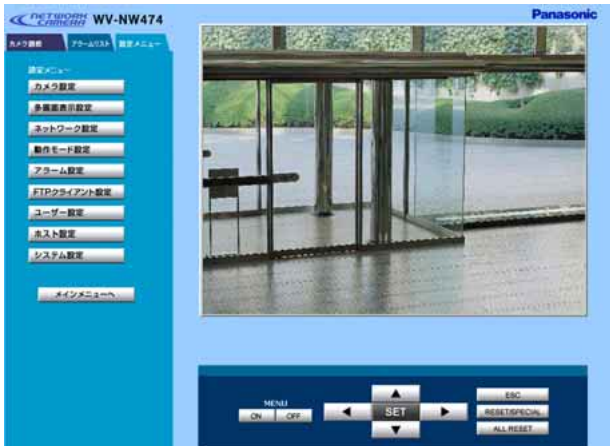 NETWORK
CAMERA WV-NW474
Panasonic
カメラ画像
アラームリスト
設定メニュー
設定メニュー
カメラ設定
多画面表示設定
ネットワーク設定
動作モード設定
アラーム設定
FTPクライアント設定
ユーザー設定
ホスト設定
システム設定
メインメニューへ
MENU
ON OFF
SET
ESC
RESET/SPECIAL
ALL RESET